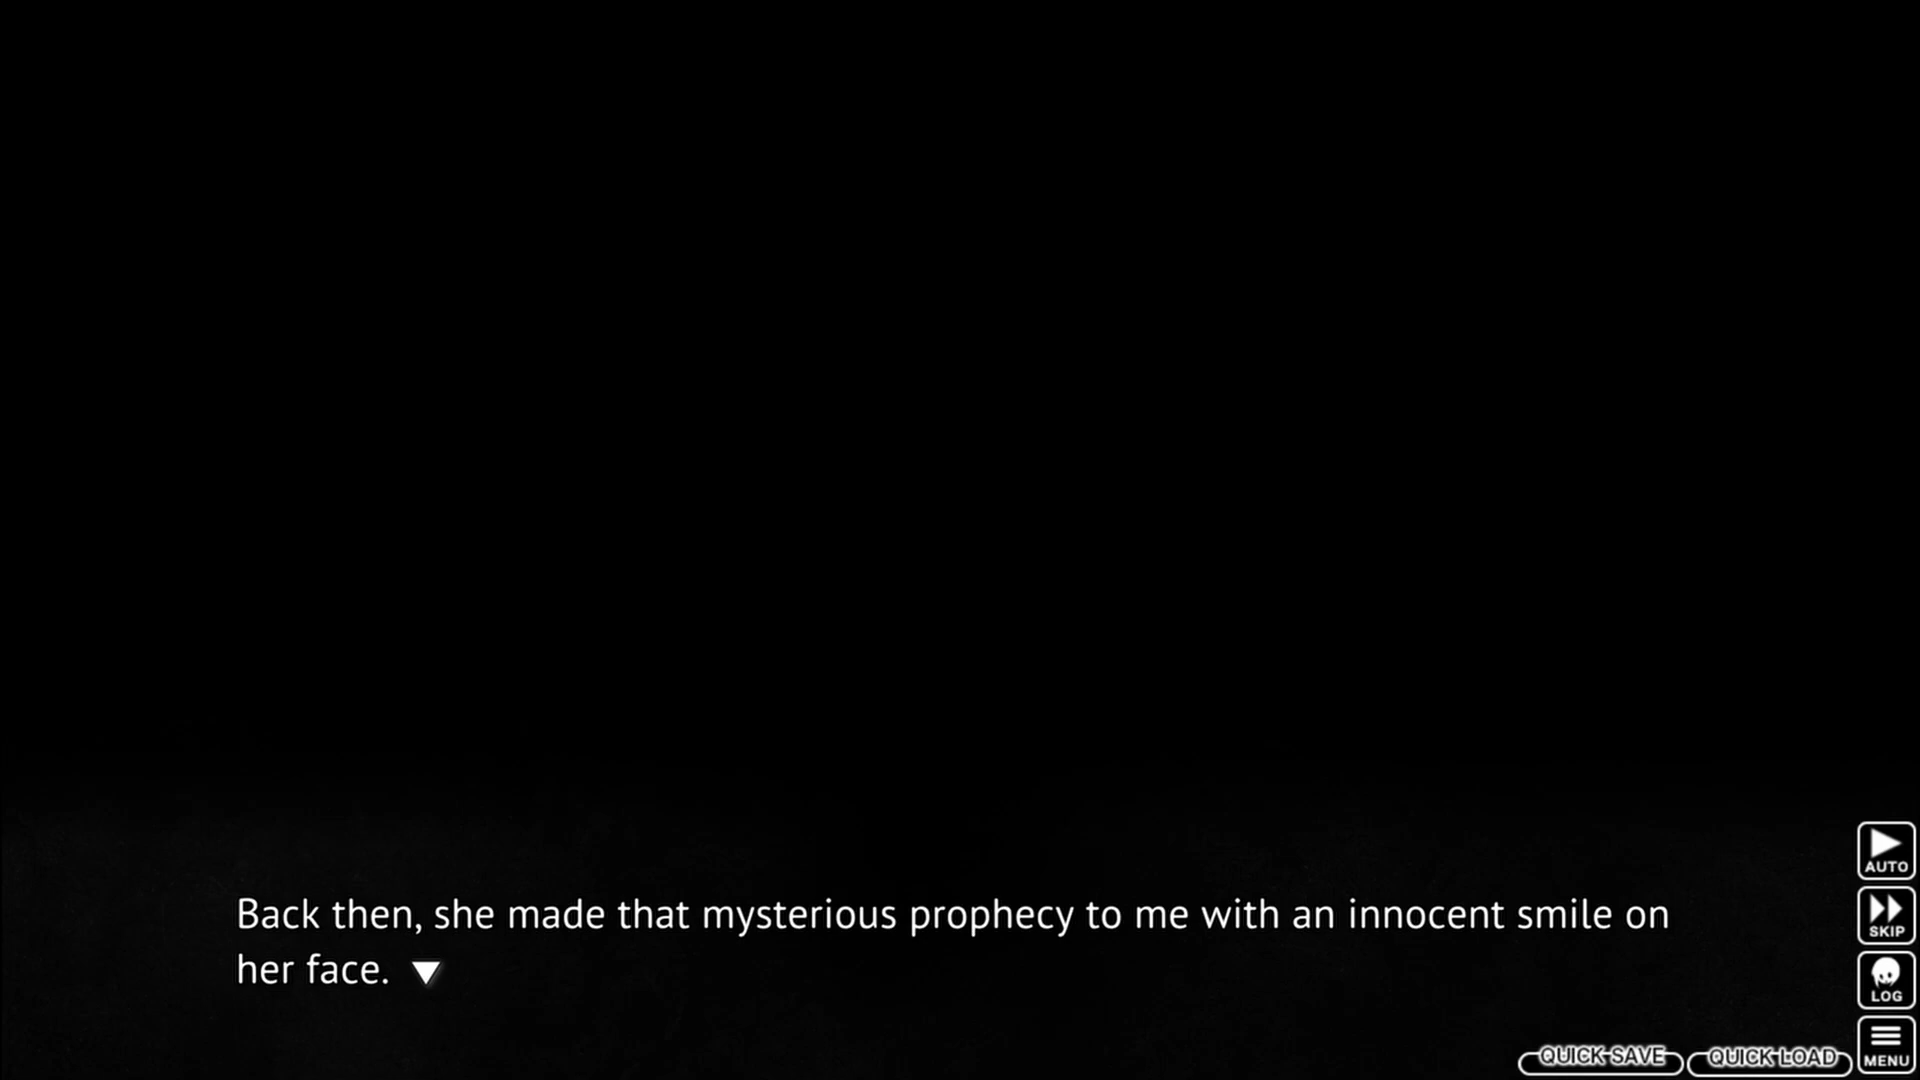 Back then, she made that mysterious prophecy to me with an innocent smile on
her face.
AUTO
SKIP
LOG
MENU
QUICK SAVE
QUICK LOAD